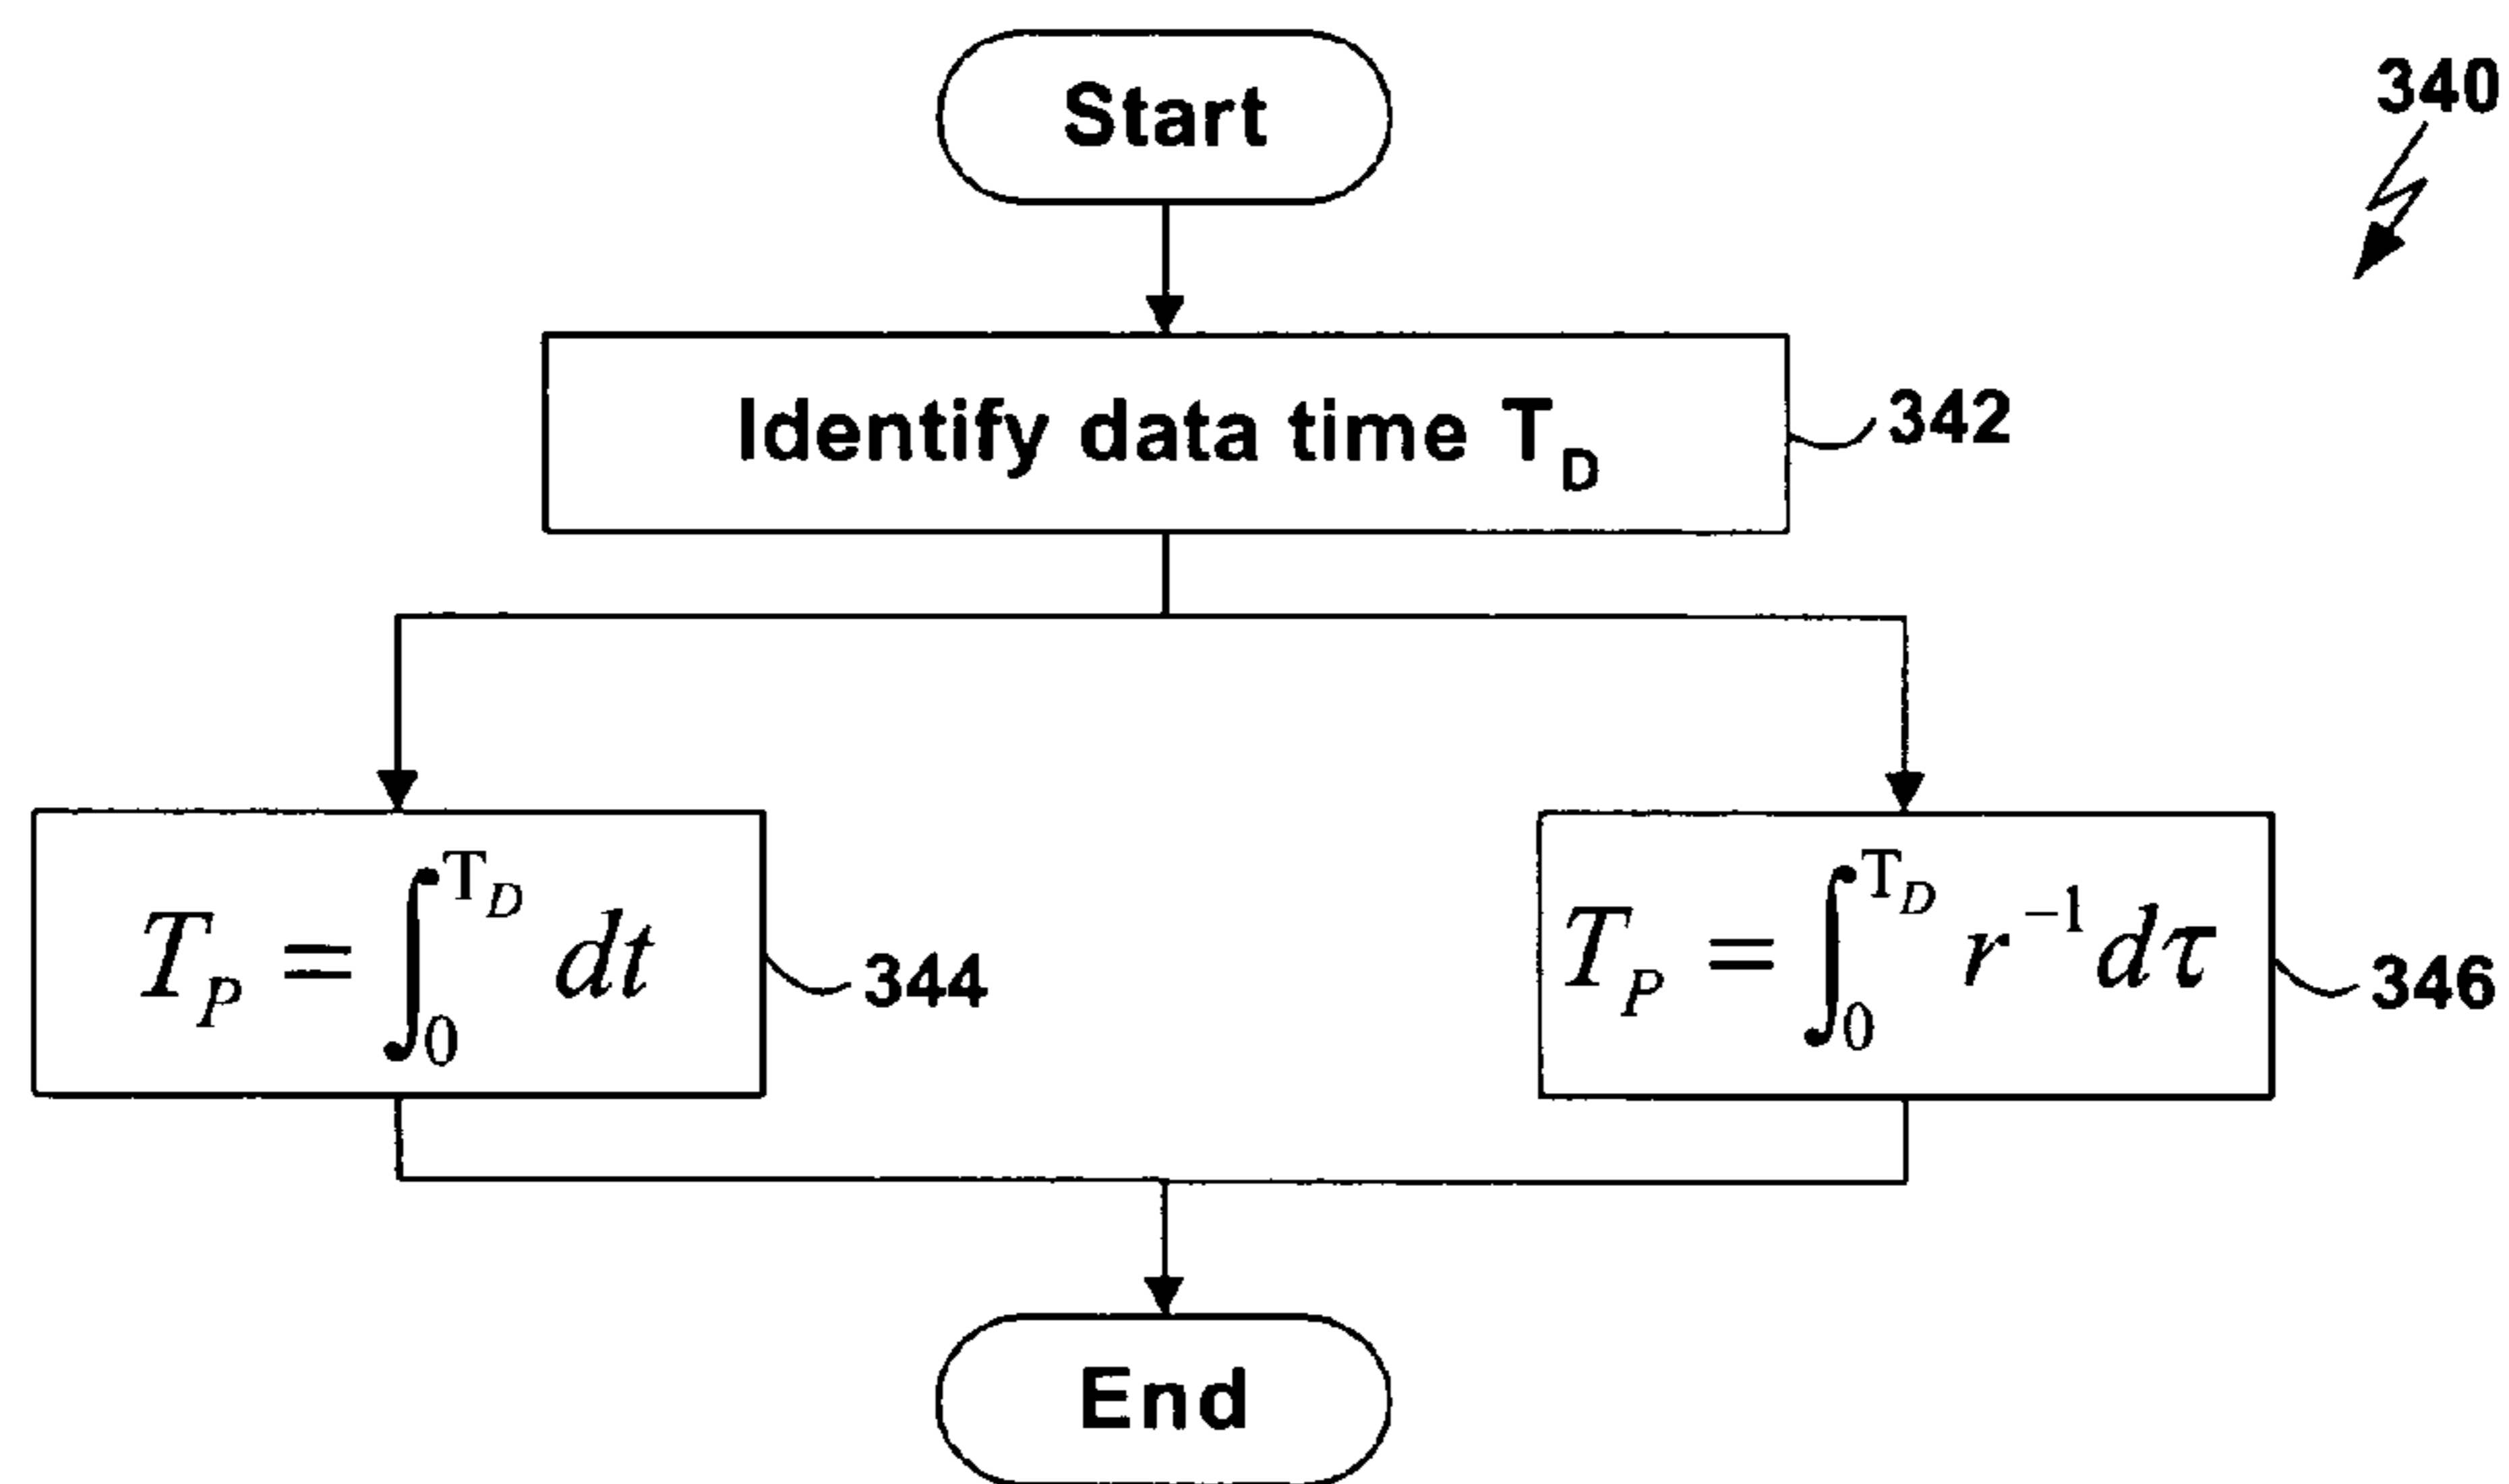 Start
340
Identify data time T_D
342
T_P = ∫_0^{T_D} dt
344
T_P = ∫_0^{T_D} r^{-1} dτ
346
End